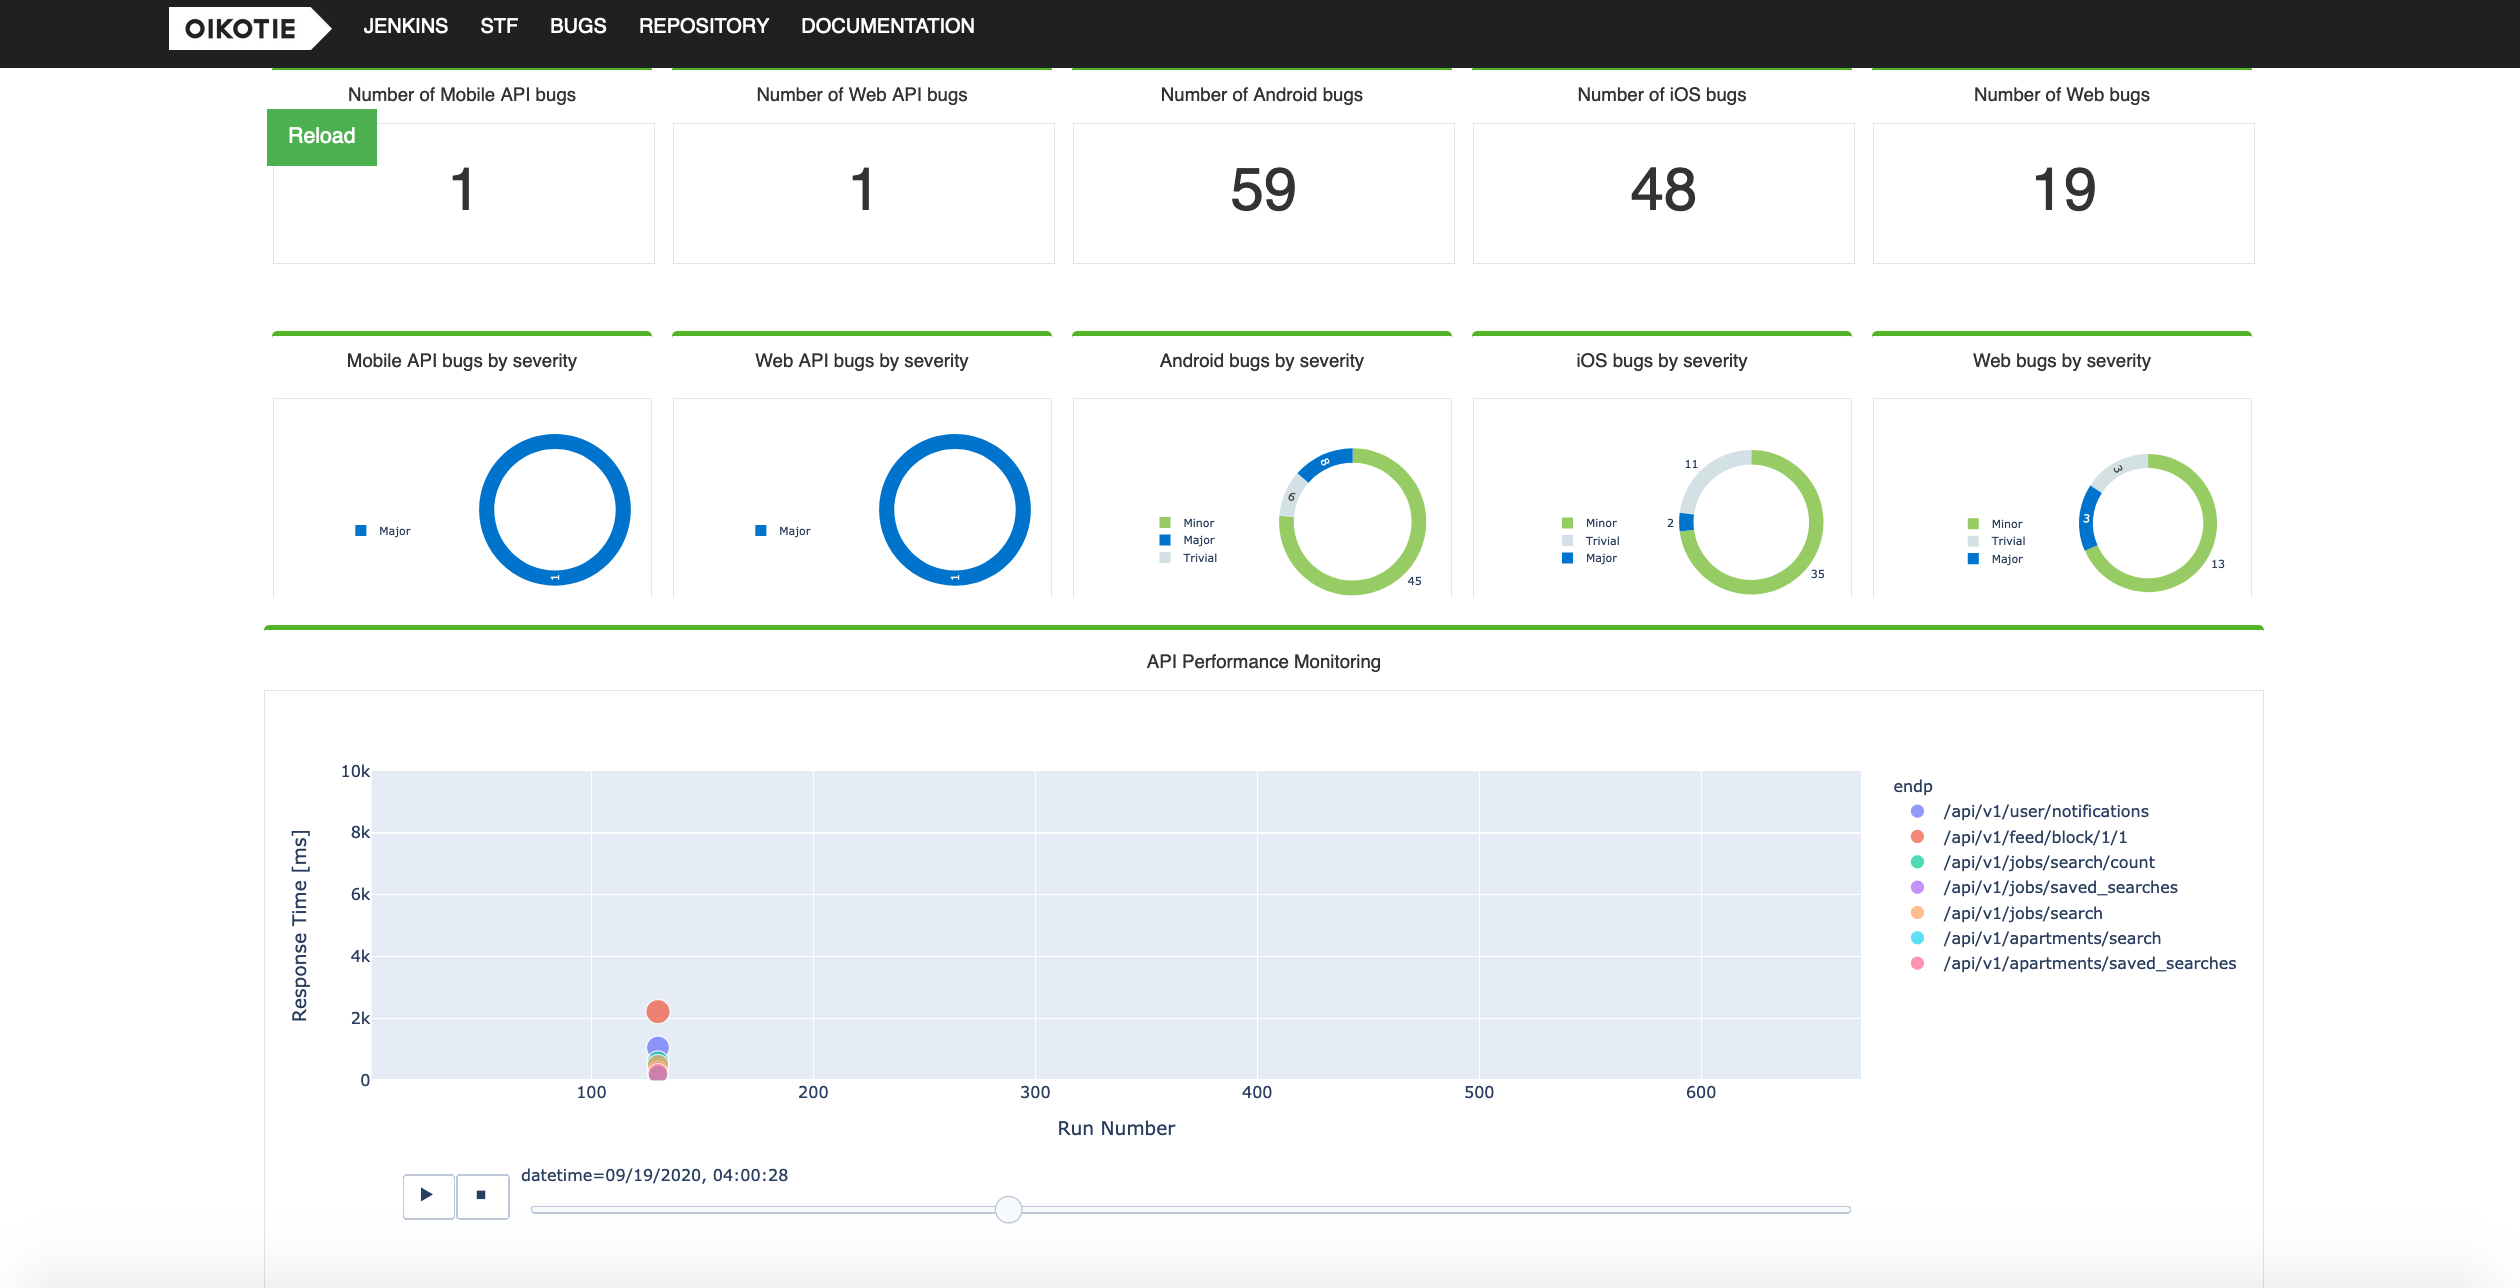 OIKOTIE
JENKINS STF BUGS REPOSITORY DOCUMENTATION
Number of Mobile API bugs
Number of Web API bugs
Number of Android bugs
Number of iOS bugs
Number of Web bugs
Reload
1
1
59
48
19
Mobile API bugs by severity
Web API bugs by severity
Android bugs by severity
iOS bugs by severity
Web bugs by severity
Major
1
Major
1
Minor
Major
Trivial
8
6
45
Minor
Trivial
Major
11
2
35
Minor
Trivial
Major
3
3
13
API Performance Monitoring
Response Time [ms]
10k
8k
6k
4k
2k
0
100 200 300 400 500 600
Run Number
endp
/api/v1/user/notifications
/api/v1/feed/block/1/1
/api/v1/jobs/search/count
/api/v1/jobs/saved_searches
/api/v1/jobs/search
/api/v1/apartments/search
/api/v1/apartments/saved_searches
datetime=09/19/2020, 04:00:28